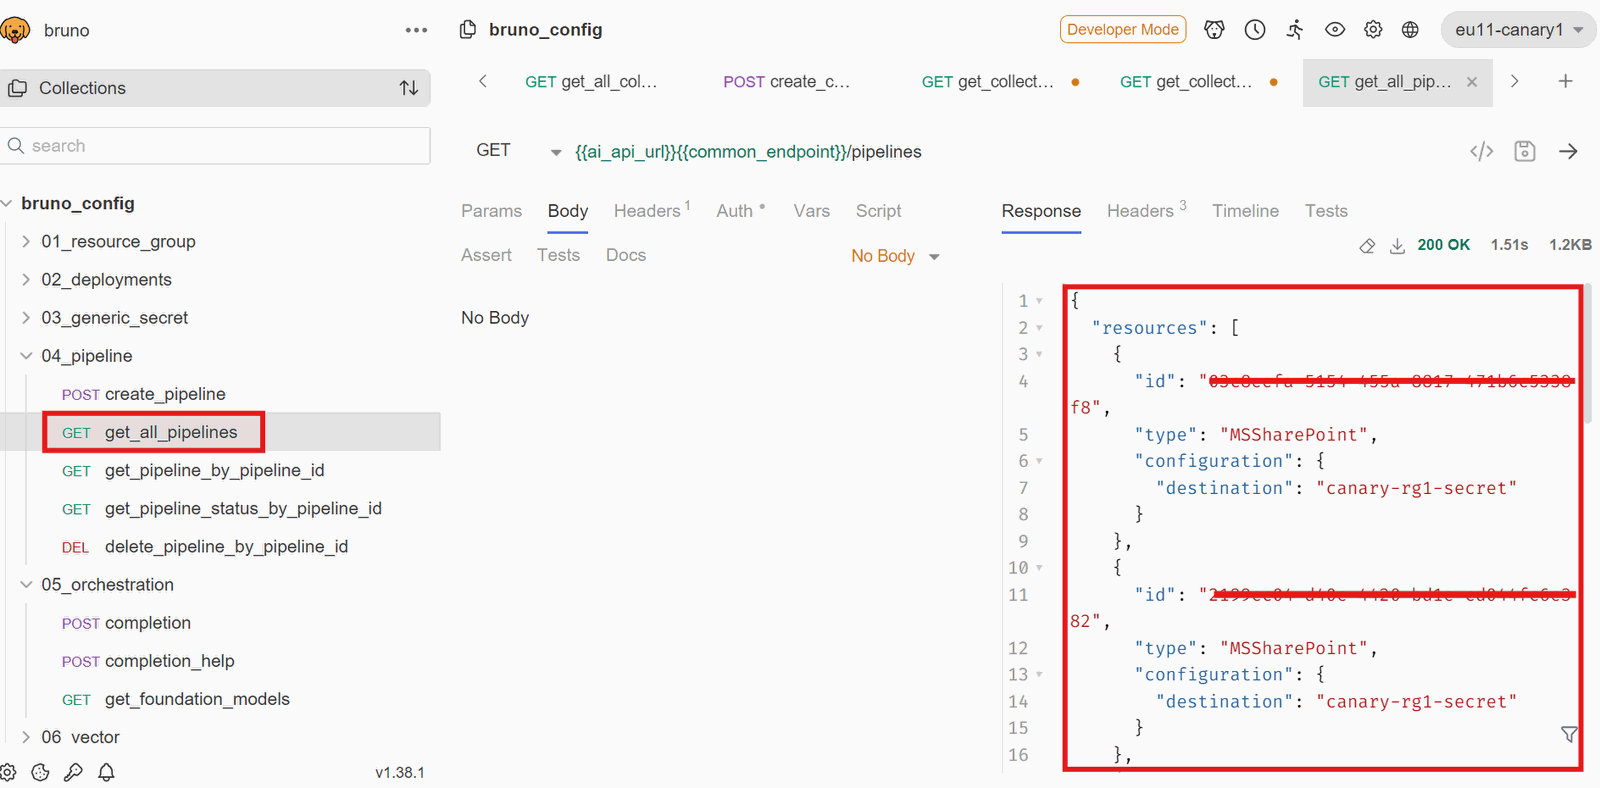 bruno
bruno_config
Developer Mode
eu11-canary1
Collections
GET get_all_col...
POST create_c...
GET get_collect...
GET get_collect...
GET get_all_pip...
search
GET
{{ai_api_url}}{{common_endpoint}}/pipelines
Params
Body
Headers 1
Auth
Vars
Script
Assert
Tests
Docs
No Body
No Body
Response
Headers 3
Timeline
Tests
200 OK
1.51s
1.2KB
bruno_config
01_resource_group
02_deployments
03_generic_secret
04_pipeline
POST create_pipeline
GET get_all_pipelines
GET get_pipeline_by_pipeline_id
GET get_pipeline_status_by_pipeline_id
DEL delete_pipeline_by_pipeline_id
05_orchestration
POST completion
POST completion_help
GET get_foundation_models
06 vector
v1.38.1
1 {
2 "resources": [
3 {
4 "id": "
f8",
5 "type": "MSSharePoint",
6 "configuration": {
7 "destination": "canary-rg1-secret"
8 }
9 },
10 {
11 "id": "
82",
12 "type": "MSSharePoint",
13 "configuration": {
14 "destination": "canary-rg1-secret"
15 }
16 },